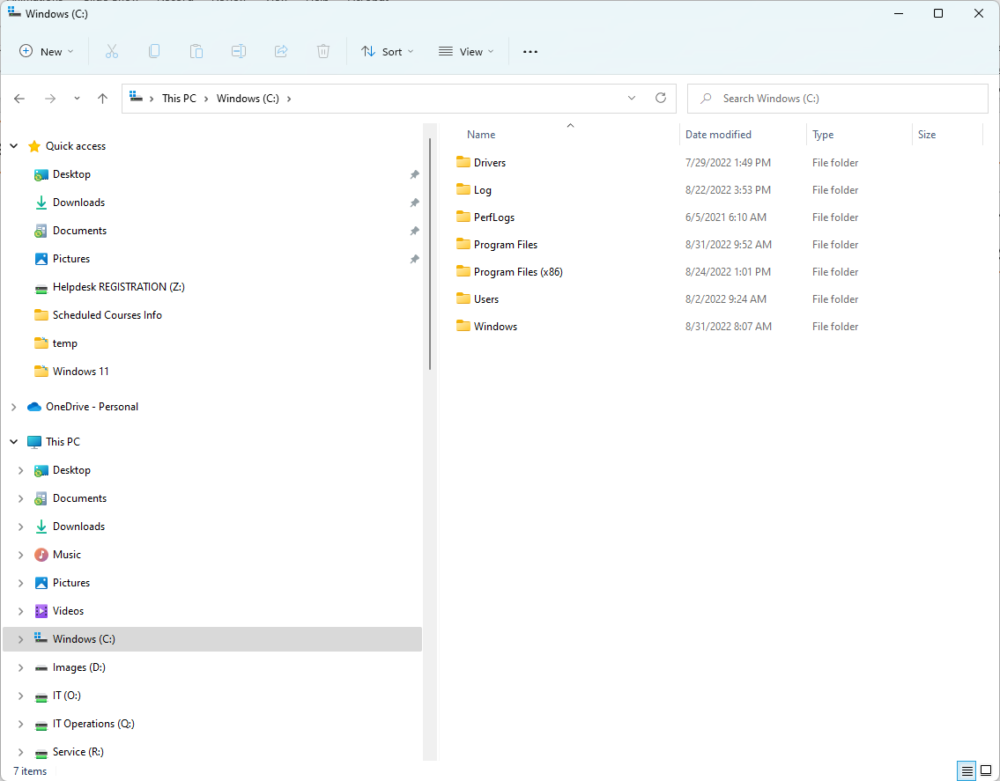 Windows (C:)
New
Sort
View
This PC
Windows (C:)
Search Windows (C:)
Quick access
Desktop
Downloads
Documents
Pictures
Helpdesk REGISTRATION (Z:)
Scheduled Courses Info
temp
Windows 11
OneDrive - Personal
This PC
Desktop
Documents
Downloads
Music
Pictures
Videos
Windows (C:)
Images (D:)
IT (O:)
IT Operations (Q:)
Service (R:)
Name Date modified Type Size
Drivers 7/29/2022 1:49 PM File folder
Log 8/22/2022 3:53 PM File folder
PerfLogs 6/5/2021 6:10 AM File folder
Program Files 8/31/2022 9:52 AM File folder
Program Files (x86) 8/24/2022 1:01 PM File folder
Users 8/2/2022 9:24 AM File folder
Windows 8/31/2022 8:07 AM File folder
7 items